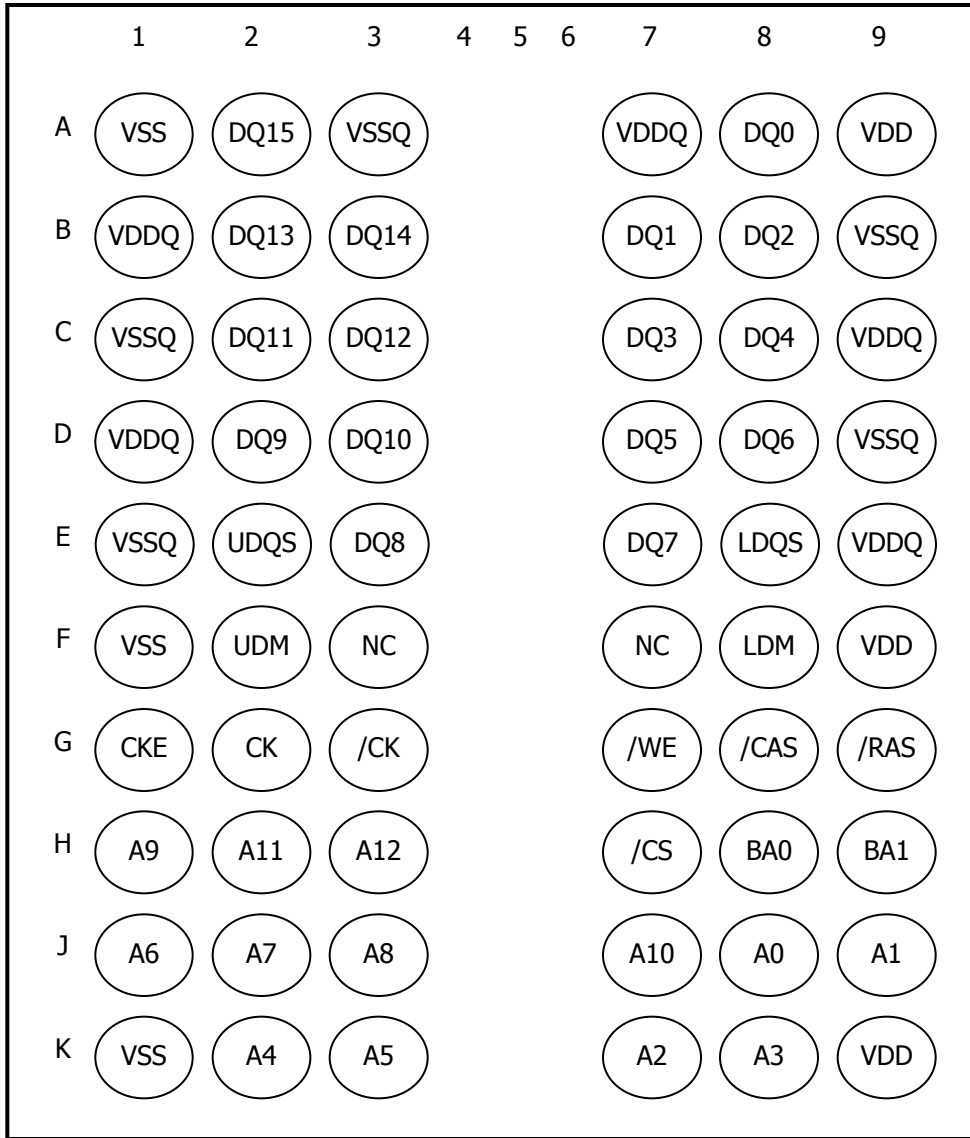 1 2 3 4 5 6 7 8 9
A VSS DQ15 VSSQ VDDQ DQ0 VDD
B VDDQ DQ13 DQ14 DQ1 DQ2 VSSQ
C VSSQ DQ11 DQ12 DQ3 DQ4 VDDQ
D VDDQ DQ9 DQ10 DQ5 DQ6 VSSQ
E VSSQ UDQS DQ8 DQ7 LDQS VDDQ
F VSS UDM NC NC LDM VDD
G CKE CK /CK /WE /CAS /RAS
H A9 A11 A12 /CS BA0 BA1
J A6 A7 A8 A10 A0 A1
K VSS A4 A5 A2 A3 VDD